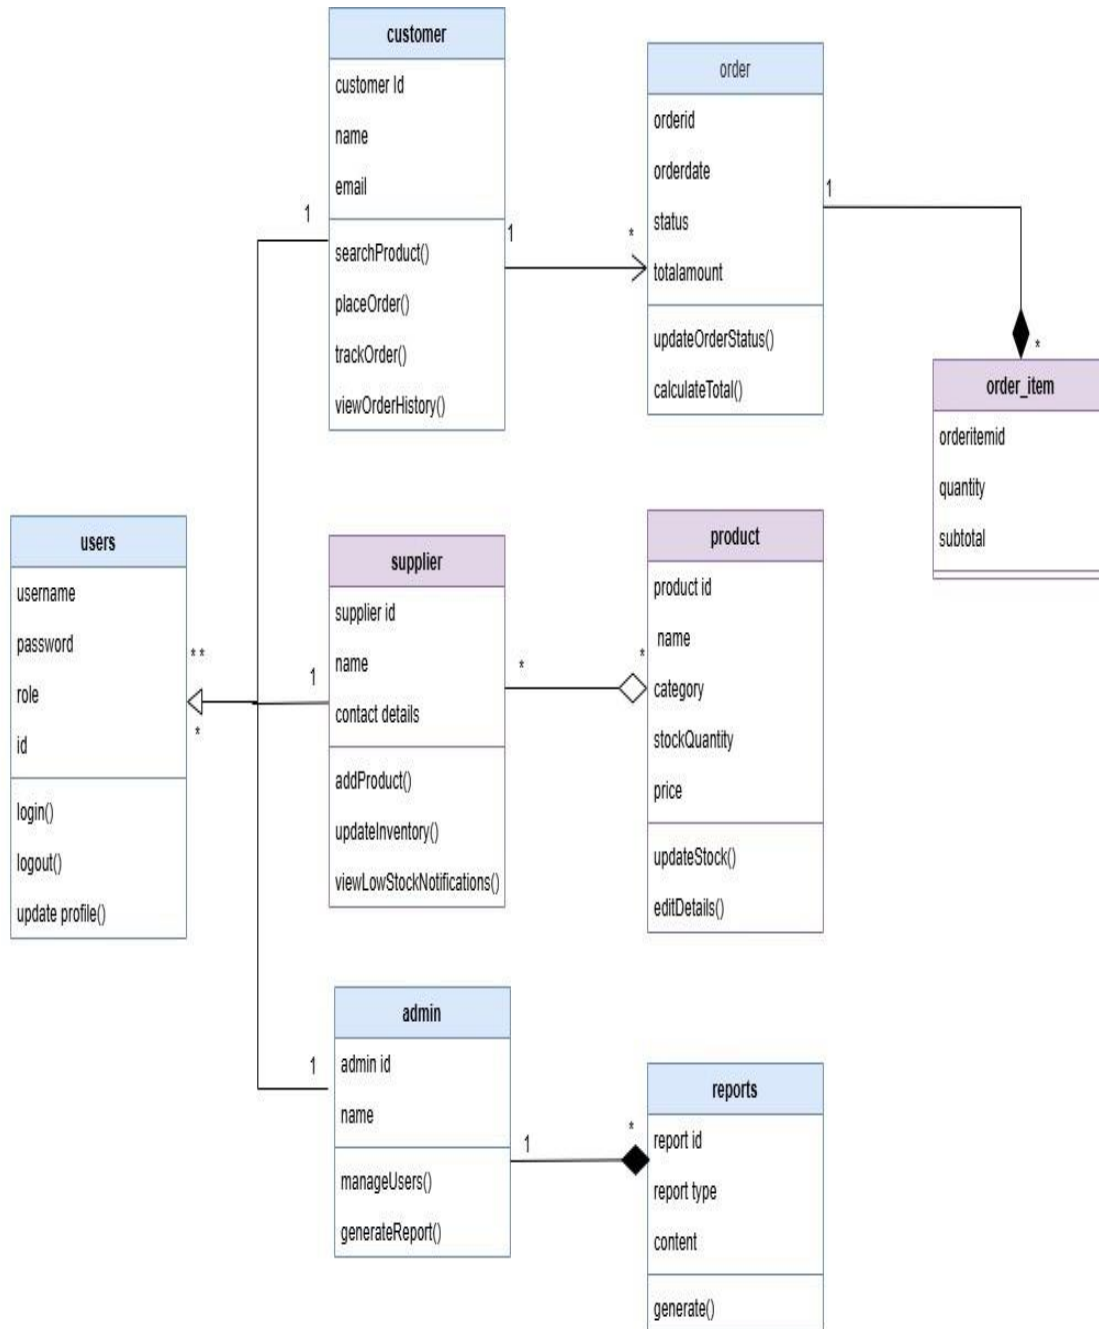 customer
customer Id
name
email
searchProduct()
placeOrder()
trackOrder()
viewOrderHistory()
1
1
*
order
orderid
orderdate
status
totalamount
updateOrderStatus()
calculateTotal()
1
*
order_item
orderitemid
quantity
subtotal
users
username
password
role
id
login()
logout()
update profile()
* *
*
1
supplier
supplier id
name
contact details
addProduct()
updateInventory()
viewLowStockNotifications()
*
*
product
product id
name
category
stockQuantity
price
updateStock()
editDetails()
1
admin
admin id
name
manageUsers()
generateReport()
1
*
reports
report id
report type
content
generate()